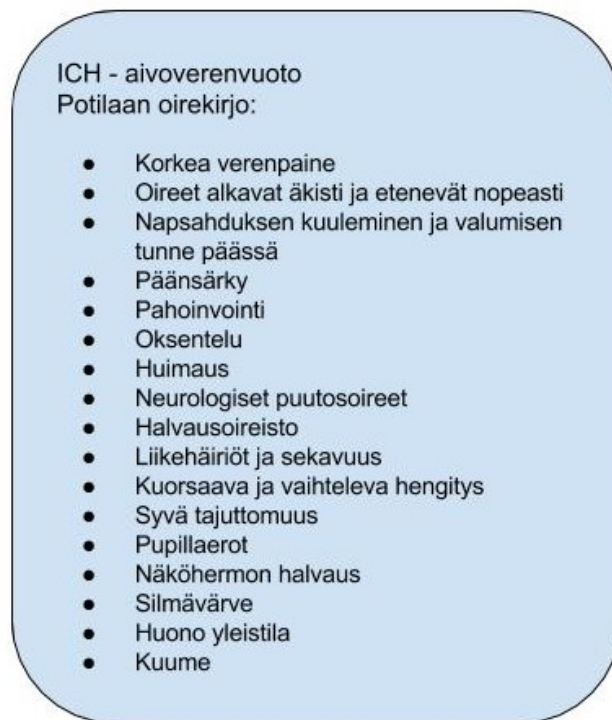 ICH - aivoverenvuoto
Potilaan oirekirjo:
● Korkea verenpaine
● Oireet alkavat äkisti ja etenevät nopeasti
● Napsahduksen kuuleminen ja valumisen
tunne päässä
● Päänsärky
● Pahoinvointi
● Oksentelu
● Huimaus
● Neurologiset puutosoireet
● Halvausoireisto
● Liikehäiriöt ja sekavuus
● Kuorsaava ja vaihteleva hengitys
● Syvä tajuttomuus
● Pupillaerot
● Näköhermon halvaus
● Silmävärve
● Huono yleistila
● Kuume